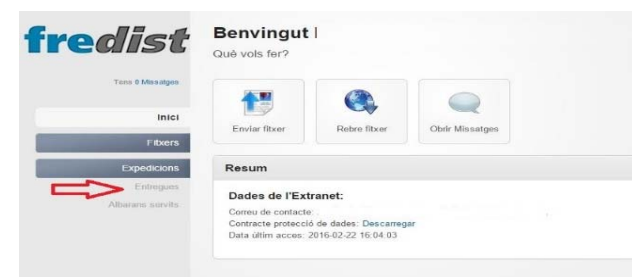 fredist
Tens 0 Missatges
Inici
Fitxers
Expedicions
Entregues
Albarans servits
Benvingut
Què vols fer?
Enviar fitxer
Rebre fitxer
Obrir Missatges
Resum
Dades de l'Extranet:
Correu de contacte:
Contracte protecció de dades: Descarregar
Data últim acces: 2016-02-22 16:04:03